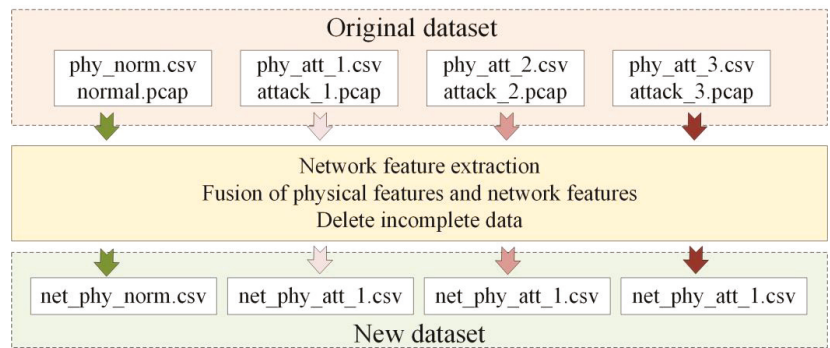 Original dataset
phy_norm.csv
normal.pcap
phy_att_1.csv
attack_1.pcap
phy_att_2.csv
attack_2.pcap
phy_att_3.csv
attack_3.pcap
Network feature extraction
Fusion of physical features and network features
Delete incomplete data
net_phy_norm.csv
net_phy_att_1.csv
net_phy_att_1.csv
net_phy_att_1.csv
New dataset